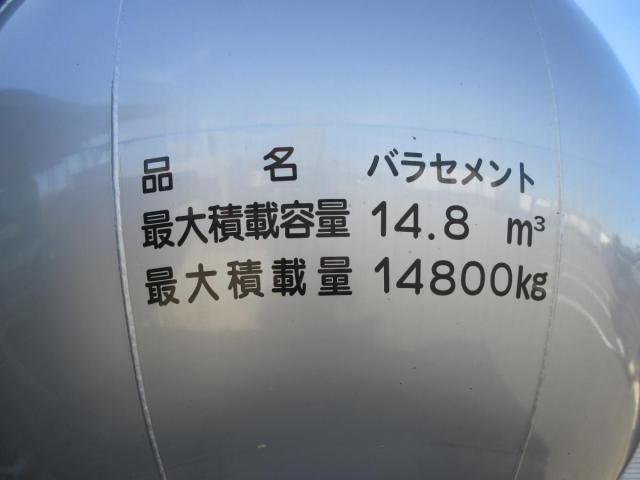 品名 バラセメント
最大積載容量 14.8 m³
最大積載量 14800kg